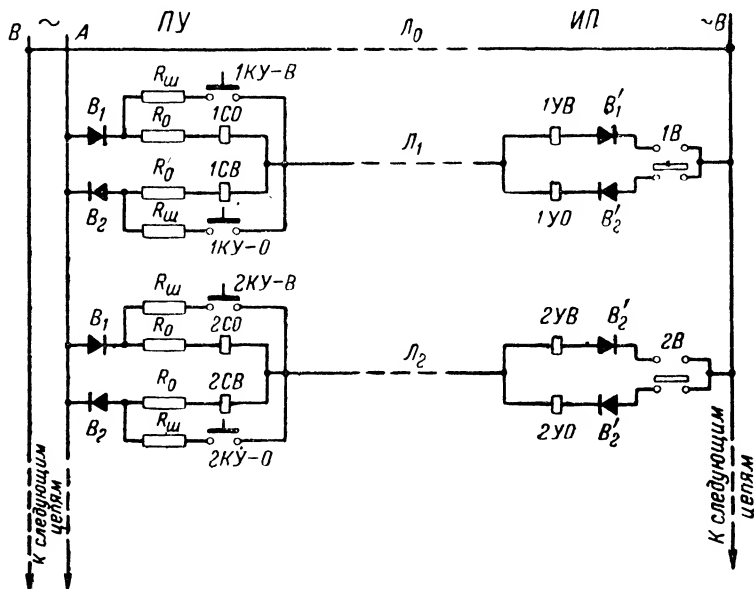 В ~ А ПУ Л₀ ИП ~В
1КУ-В
Rш
B₁ 1СО 1УВ B₁' 1В
R₀
Л₁
R₀' 1СВ
B₂ Rш 1УО B₂'
1КУ-О
2КУ-В
Rш
B₁ R₀ 2СО 2УВ B₂' 2В
Л₂
R₀ 2СВ
B₂ Rш 2УО B₂'
2КУ-О
К следующим
цепям
К следующим
цепям